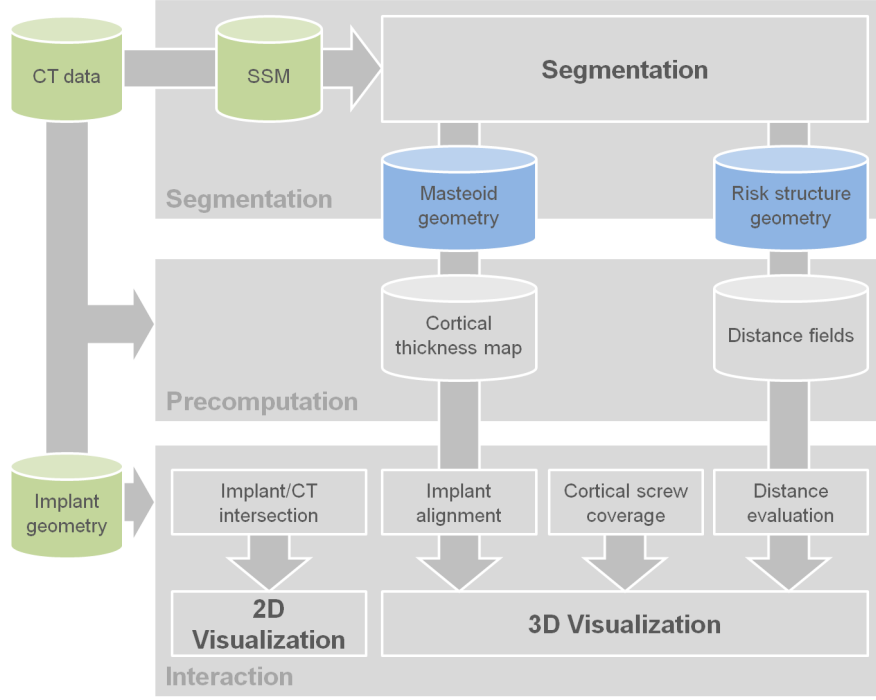 CT data
SSM
Segmentation
Segmentation
Masteoid
geometry
Risk structure
geometry
Cortical
thickness map
Distance fields
Precomputation
Implant
geometry
Implant/CT
intersection
Implant
alignment
Cortical screw
coverage
Distance
evaluation
2D
Visualization
3D Visualization
Interaction